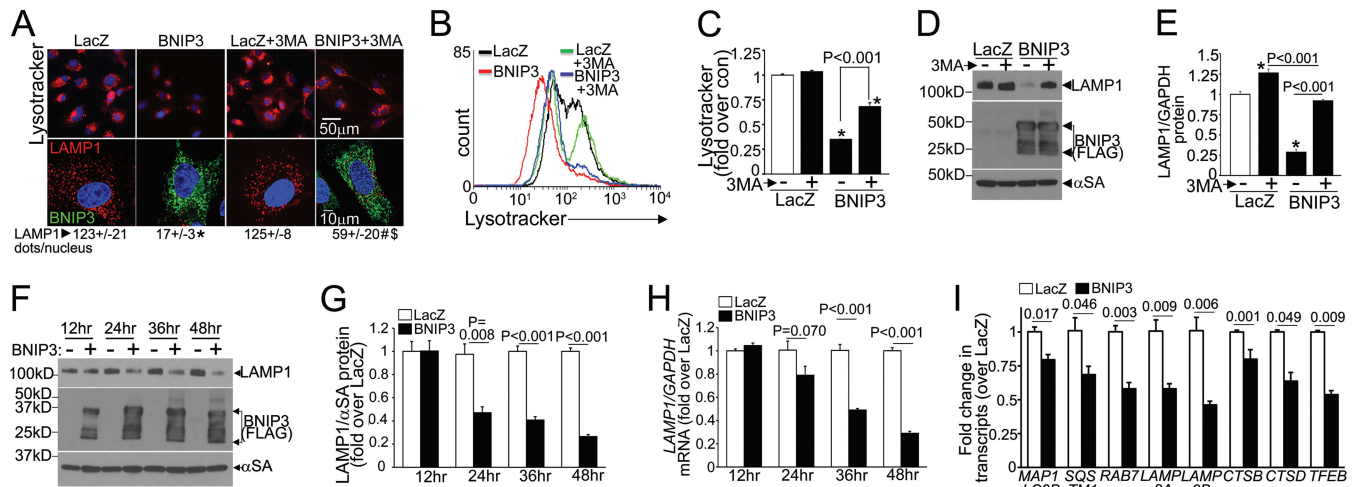 A
LacZ BNIP3 LacZ+3MA BNIP3+3MA
Lysotracker
50μm
LAMP1
BNIP3
10μm
LAMP1 123+/-21 17+/-3* 125+/-8 59+/-20#$
dots/nucleus
B
85
LacZ LacZ
+3MA
BNIP3 BNIP3
+3MA
count
0
10⁰ 10¹ 10² 10³ 10⁴
Lysotracker
C
Lysotracker
(fold over con)
1.25
1
0.75
0.5
0.25
0
P<0.001
* *
3MA - + - +
LacZ BNIP3
D
LacZ BNIP3
3MA - + - +
100kD LAMP1
50kD
25kD
BNIP3
(FLAG)
50kD
αSA
E
LAMP1/GAPDH
protein
1.5
1.25
1
0.75
0.5
0.25
0
P<0.001
P<0.001
* *
3MA - + - +
LacZ BNIP3
F
12hr 24hr 36hr 48hr
BNIP3: - + - + - + - +
100kD LAMP1
50kD
37kD
BNIP3
(FLAG)
25kD
37kD
αSA
G
LacZ
BNIP3
LAMP1/αSA protein
(fold over LacZ)
1.2
1
0.8
0.6
0.4
0.2
0
P=
0.008 P<0.001 P<0.001
12hr 24hr 36hr 48hr
H
LacZ
BNIP3
LAMP1/GAPDH
mRNA (fold over LacZ)
1.2
1
0.8
0.6
0.4
0.2
0
P=0.070 P<0.001 P<0.001
12hr 24hr 36hr 48hr
I
LacZ BNIP3
Fold change in
transcripts (over LacZ)
1.25
1
0.75
0.5
0.25
0
0.017 0.046 0.003 0.009 0.006 0.001 0.049 0.009
MAP1 SQS RAB7 LAMP LAMP CTSB CTSD TFEB